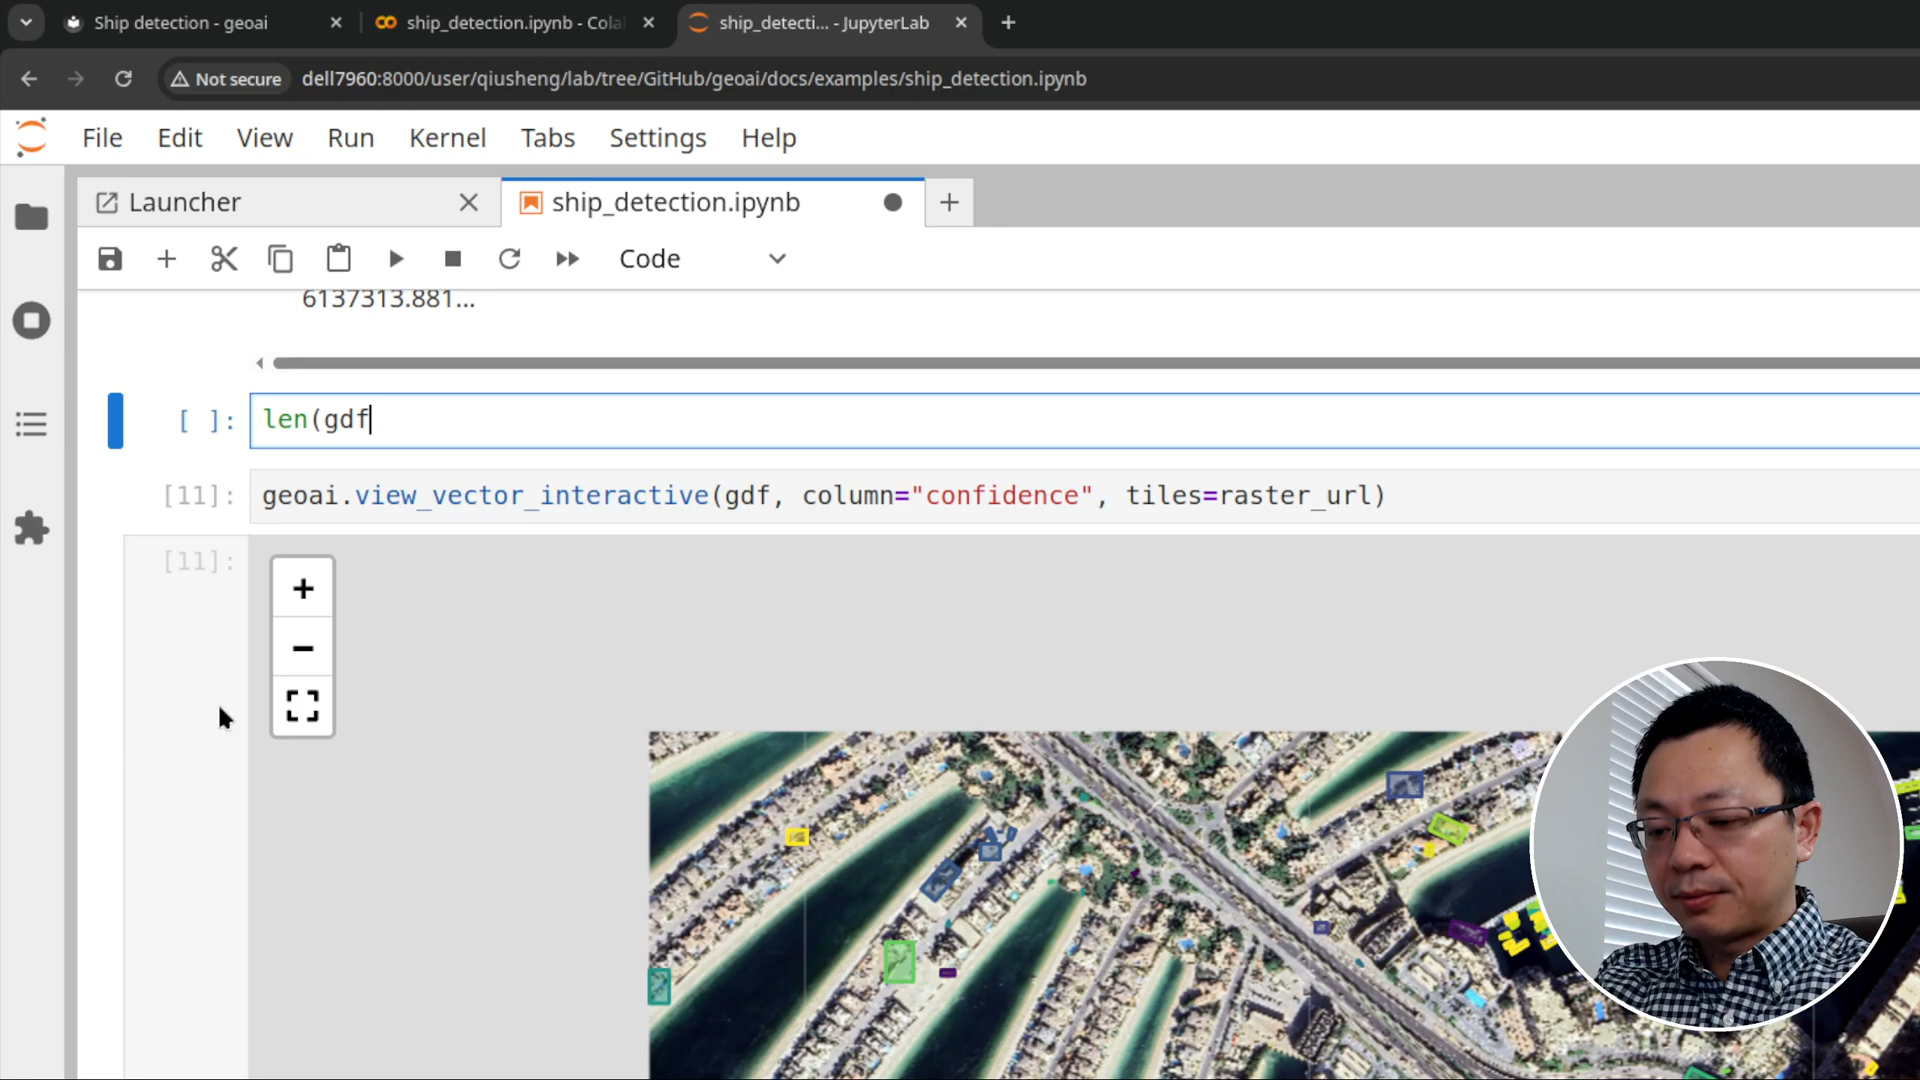 Ship detection - geoai
ship_detection.ipynb - Cola
ship_detecti... - JupyterLab
Not secure
dell7960:8000/user/qiusheng/lab/tree/GitHub/geoai/docs/examples/ship_detection.ipynb
File Edit View Run Kernel Tabs Settings Help
Launcher
ship_detection.ipynb
Code
6137313.881...
[ ]: len(gdf
[11]: geoai.view_vector_interactive(gdf, column="confidence", tiles=raster_url)
[11]:
+
−